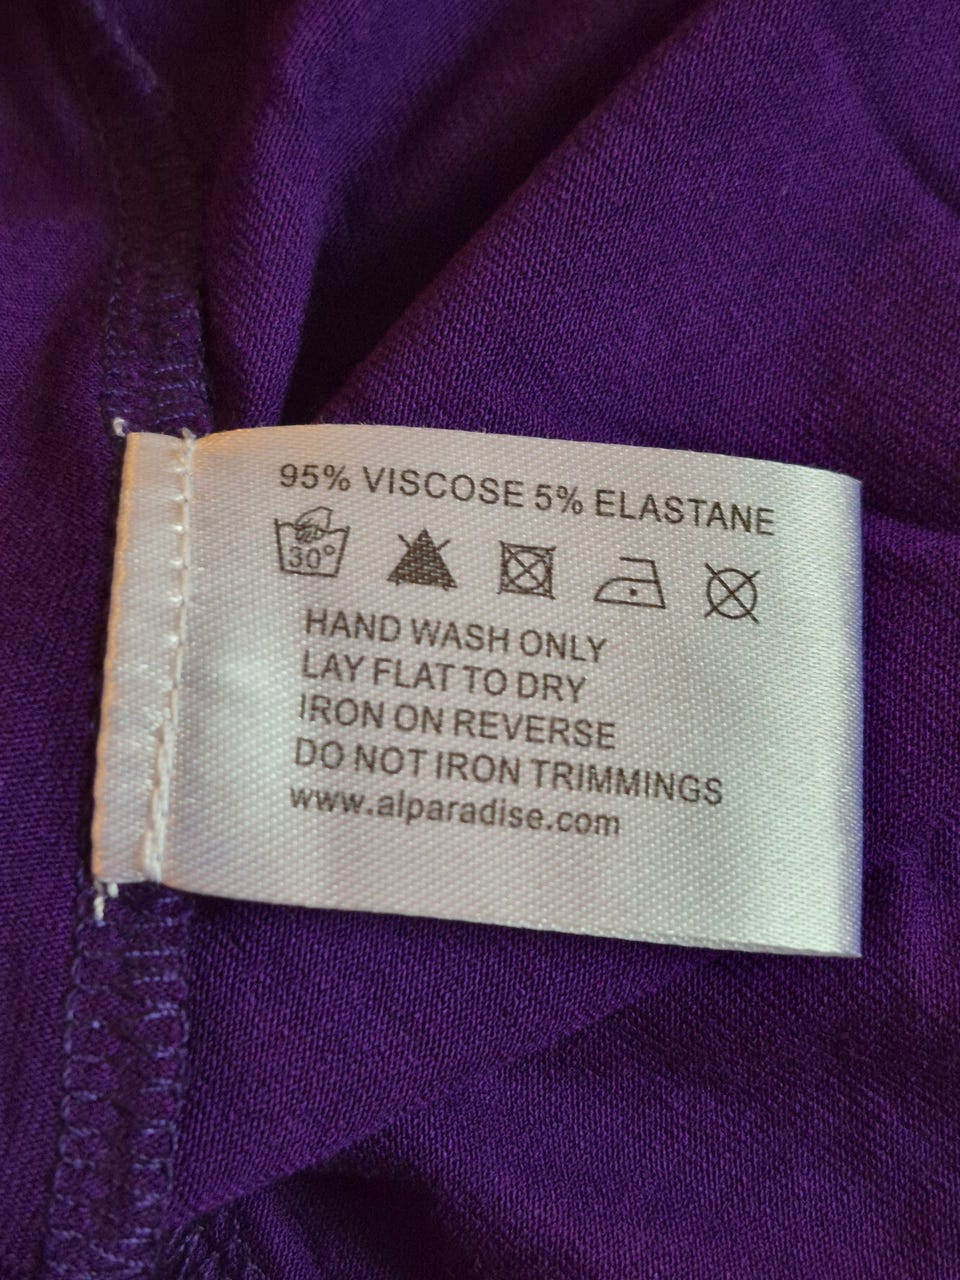 95% VISCOSE 5% ELASTANE
30°
HAND WASH ONLY
LAY FLAT TO DRY
IRON ON REVERSE
DO NOT IRON TRIMMINGS
www.alparadise.com